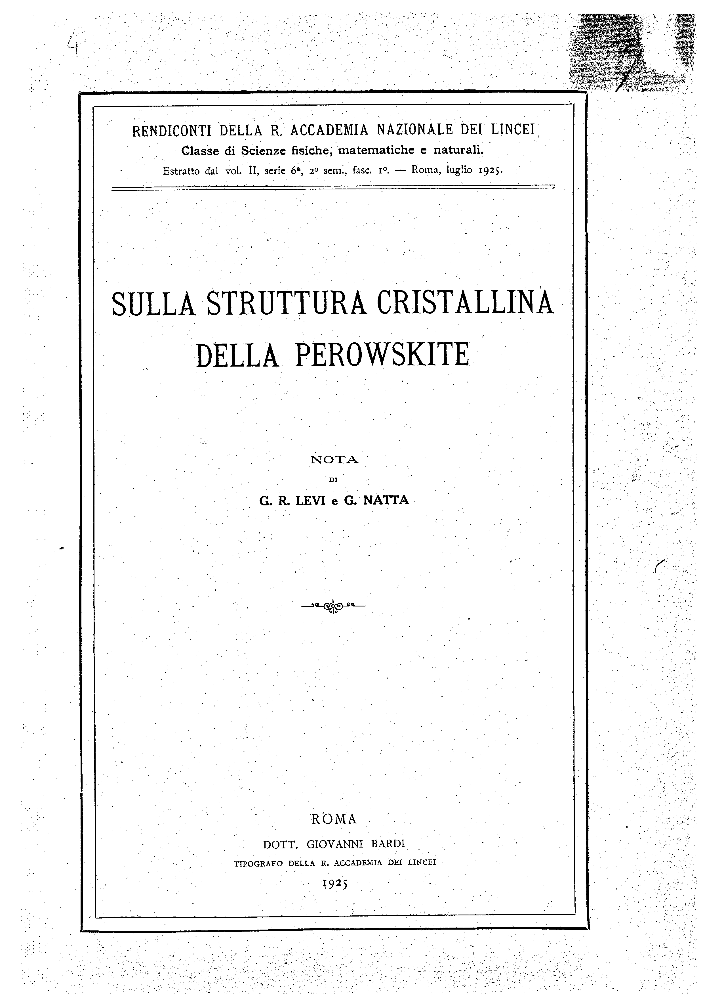 4
RENDICONTI DELLA R. ACCADEMIA NAZIONALE DEI LINCEI
Classe di Scienze fisiche, matematiche e naturali.
Estratto dal vol. II, serie 6ª, 2º sem., fasc. 1º. — Roma, luglio 1925.
SULLA STRUTTURA CRISTALLINA
DELLA PEROWSKITE
NOTA
DI
G. R. LEVI e G. NATTA
ROMA
DOTT. GIOVANNI BARDI
TIPOGRAFO DELLA R. ACCADEMIA DEI LINCEI
1925